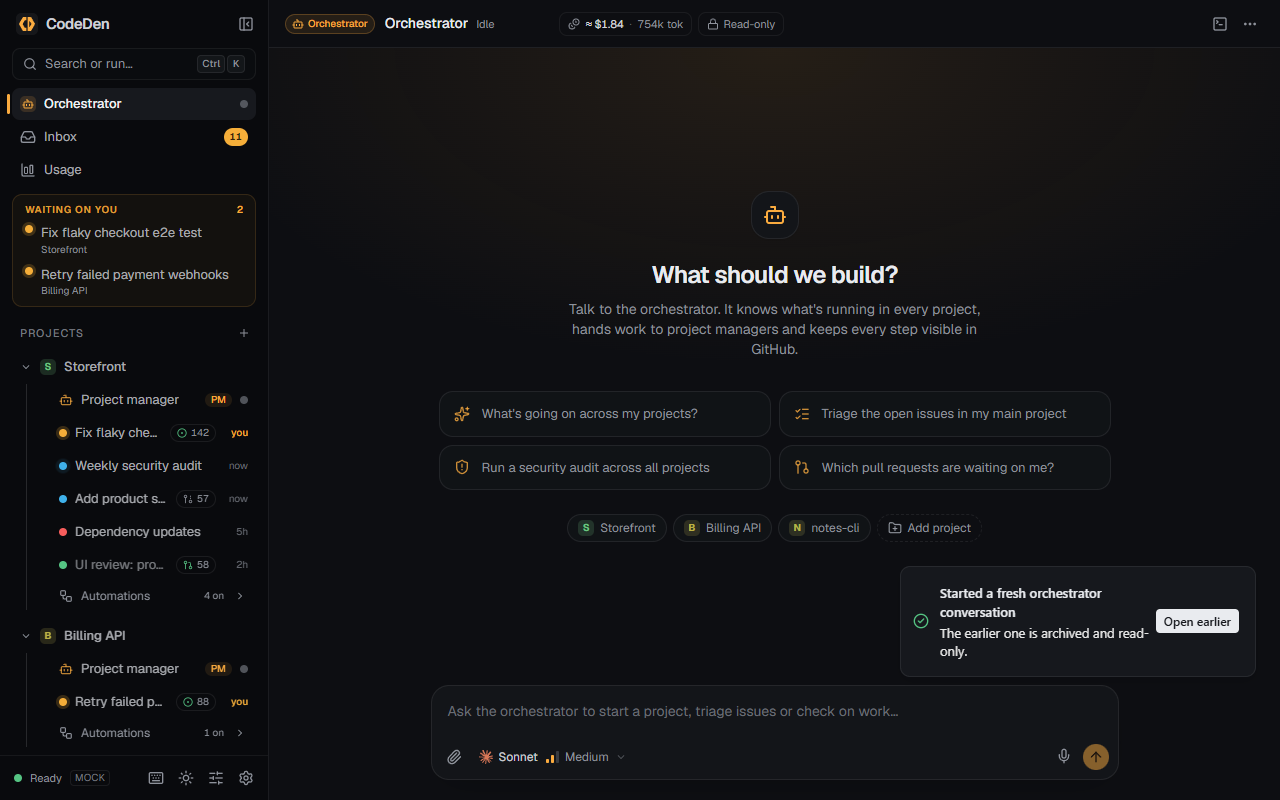 CodeDen
Search or run… Ctrl K
Orchestrator
Inbox 11
Usage
WAITING ON YOU 2
Fix flaky checkout e2e test
Storefront
Retry failed payment webhooks
Billing API
PROJECTS
S Storefront
Project manager PM
Fix flaky che… 142 you
Weekly security audit now
Add product s… 57 now
Dependency updates 5h
UI review: pro… 58 2h
Automations 4 on
B Billing API
Project manager PM
Retry failed p… 88 you
Automations 1 on
Ready MOCK
Orchestrator Orchestrator Idle ≈ $1.84 · 754k tok Read-only
What should we build?
Talk to the orchestrator. It knows what's running in every project,
hands work to project managers and keeps every step visible in
GitHub.
What's going on across my projects?
Triage the open issues in my main project
Run a security audit across all projects
Which pull requests are waiting on me?
S Storefront B Billing API N notes-cli Add project
Started a fresh orchestrator
conversation
The earlier one is archived and read-
only.
Open earlier
Ask the orchestrator to start a project, triage issues or check on work…
Sonnet Medium